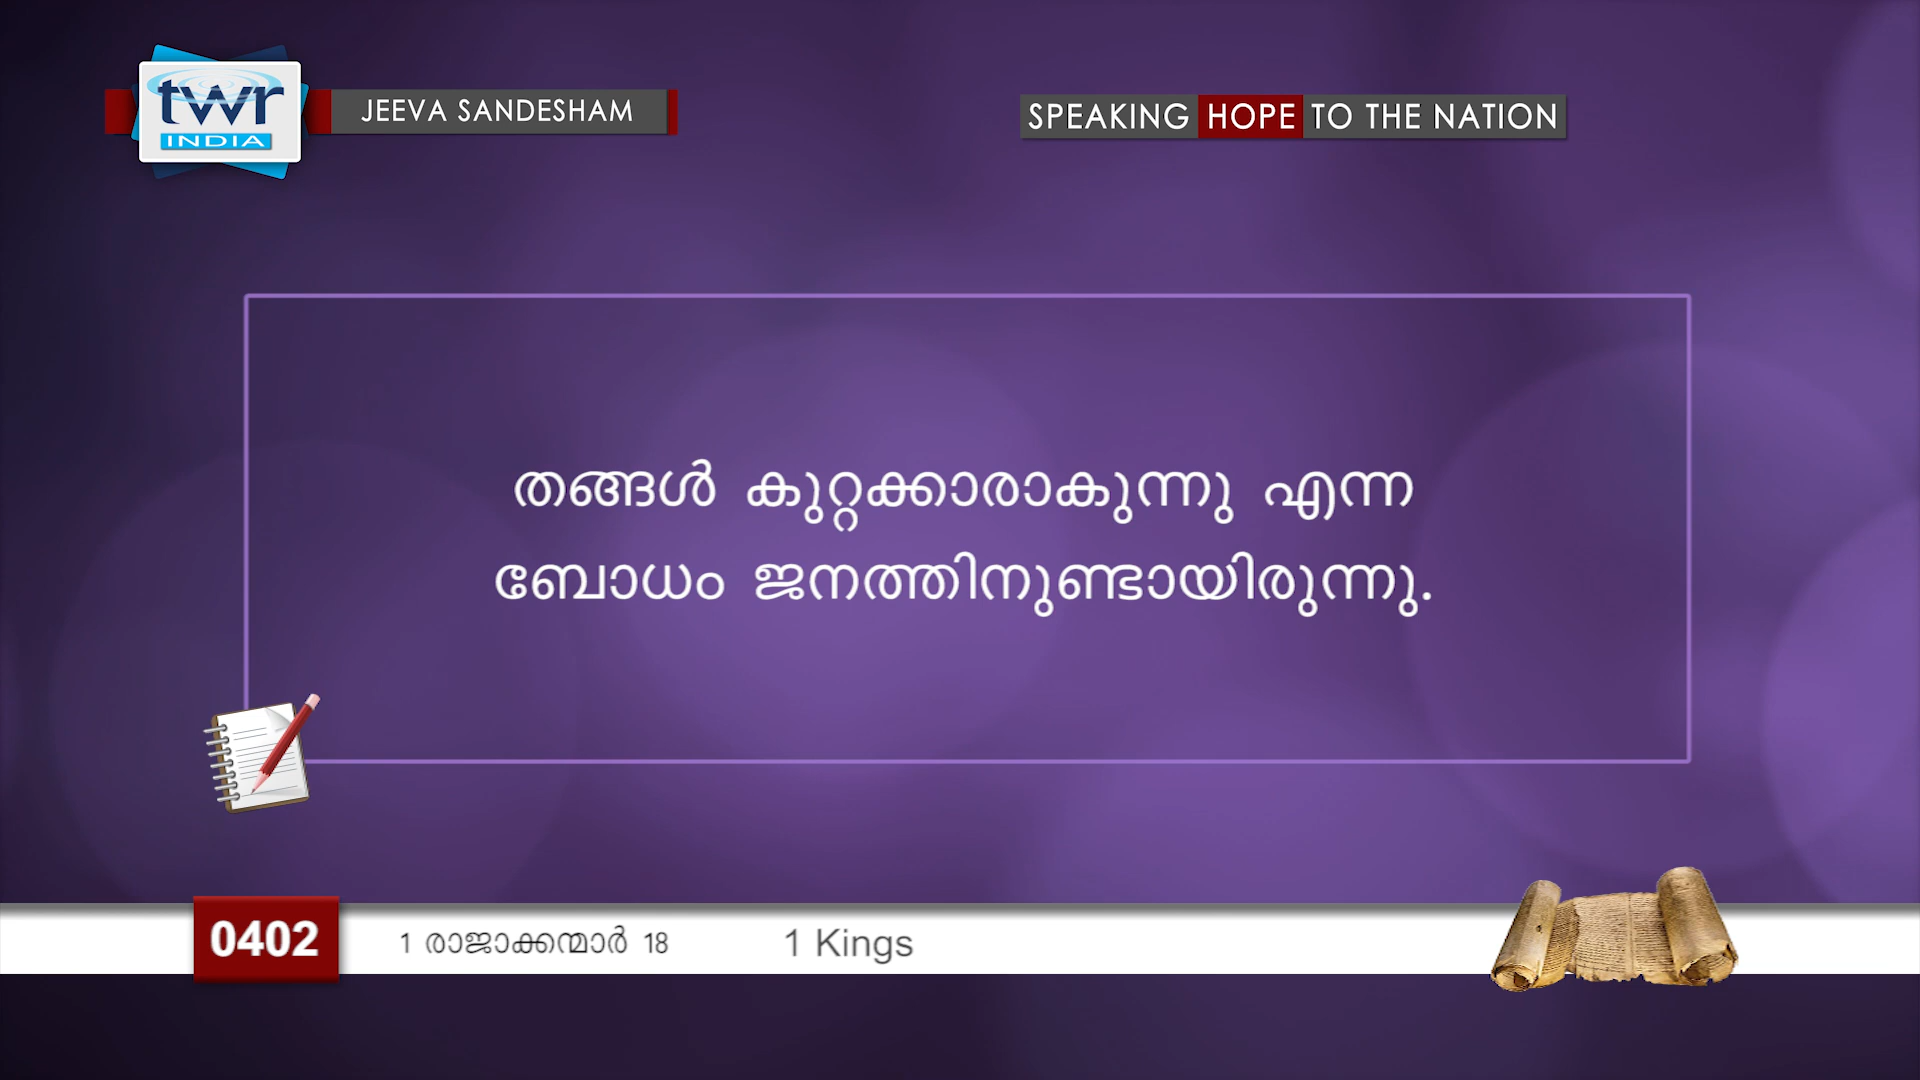 twr
INDIA
JEEVA SANDESHAM
SPEAKING HOPE TO THE NATION
തങ്ങൾ കുറ്റക്കാരാകുന്നു എന്ന
ബോധം ജനത്തിനുണ്ടായിരുന്നു.
0402
1 രാജാക്കന്മാർ 18
1 Kings